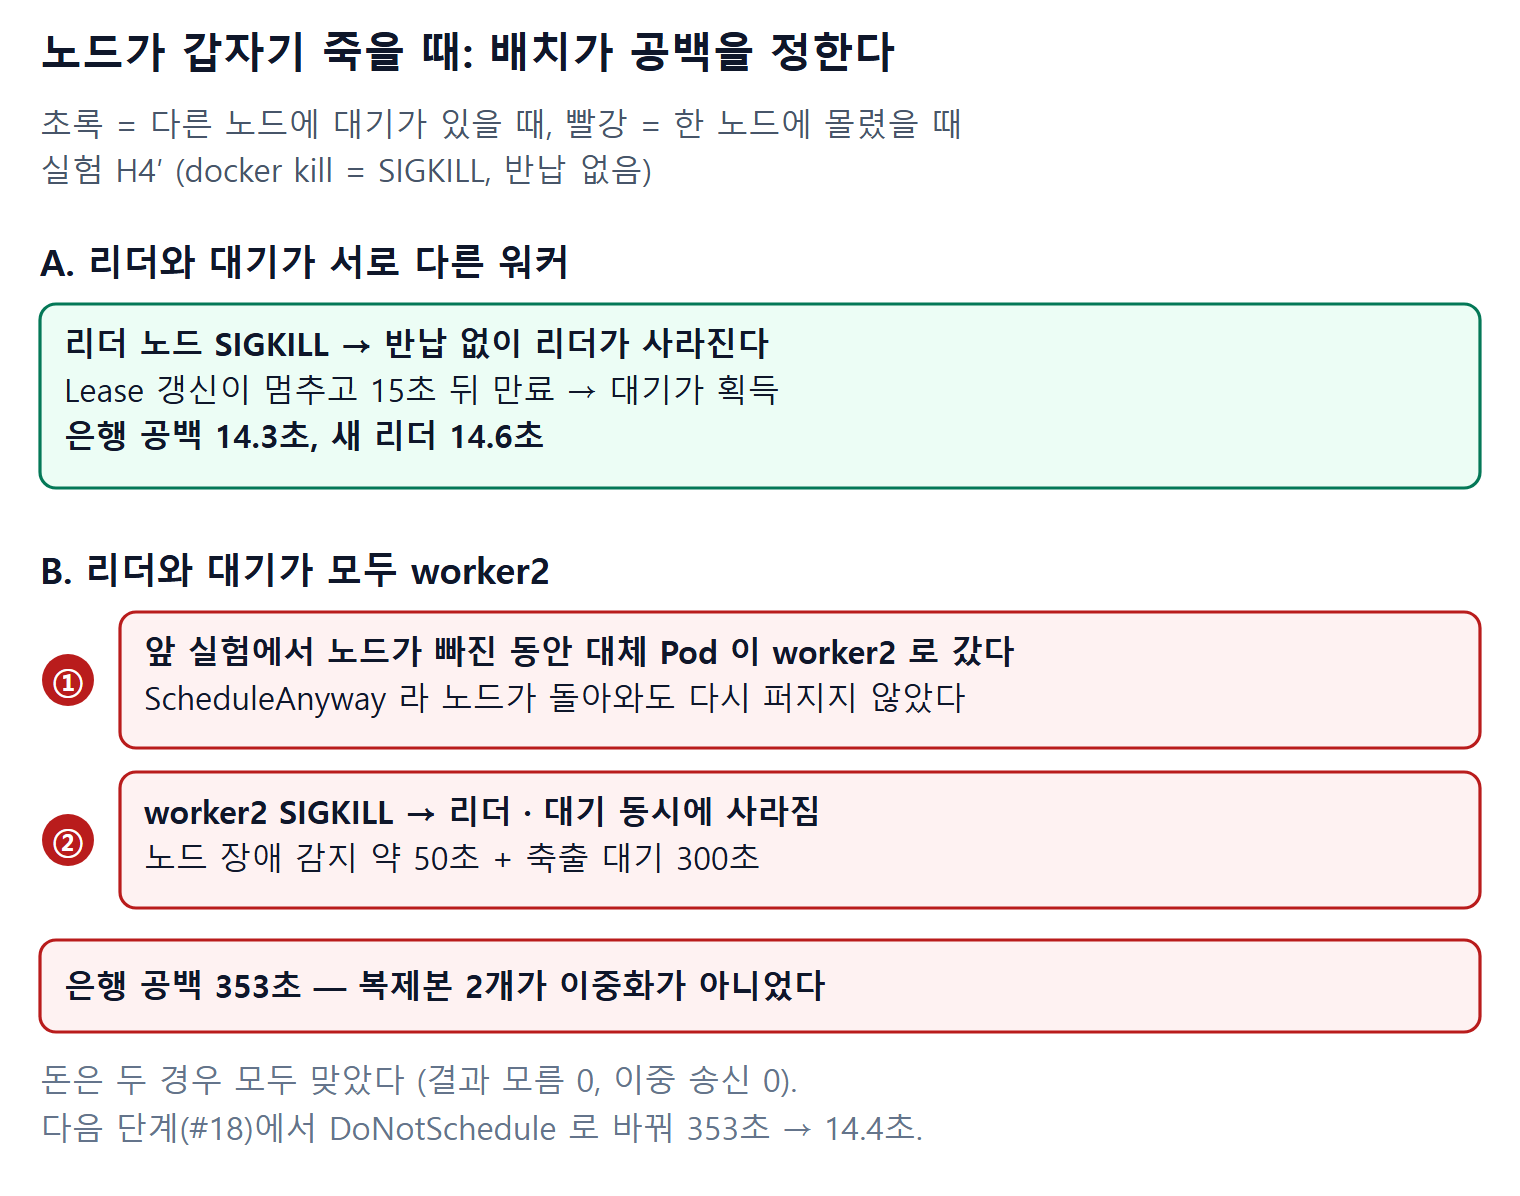 노드가 갑자기 죽을 때: 배치가 공백을 정한다
초록 = 다른 노드에 대기가 있을 때, 빨강 = 한 노드에 몰렸을 때
실험 H4′ (docker kill = SIGKILL, 반납 없음)
A. 리더와 대기가 서로 다른 워커
리더 노드 SIGKILL → 반납 없이 리더가 사라진다
Lease 갱신이 멈추고 15초 뒤 만료 → 대기가 획득
은행 공백 14.3초, 새 리더 14.6초
B. 리더와 대기가 모두 worker2
①
앞 실험에서 노드가 빠진 동안 대체 Pod 이 worker2 로 갔다
ScheduleAnyway 라 노드가 돌아와도 다시 퍼지지 않았다
②
worker2 SIGKILL → 리더 · 대기 동시에 사라짐
노드 장애 감지 약 50초 + 축출 대기 300초
은행 공백 353초 — 복제본 2개가 이중화가 아니었다
돈은 두 경우 모두 맞았다 (결과 모름 0, 이중 송신 0).
다음 단계(#18)에서 DoNotSchedule 로 바꿔 353초 → 14.4초.